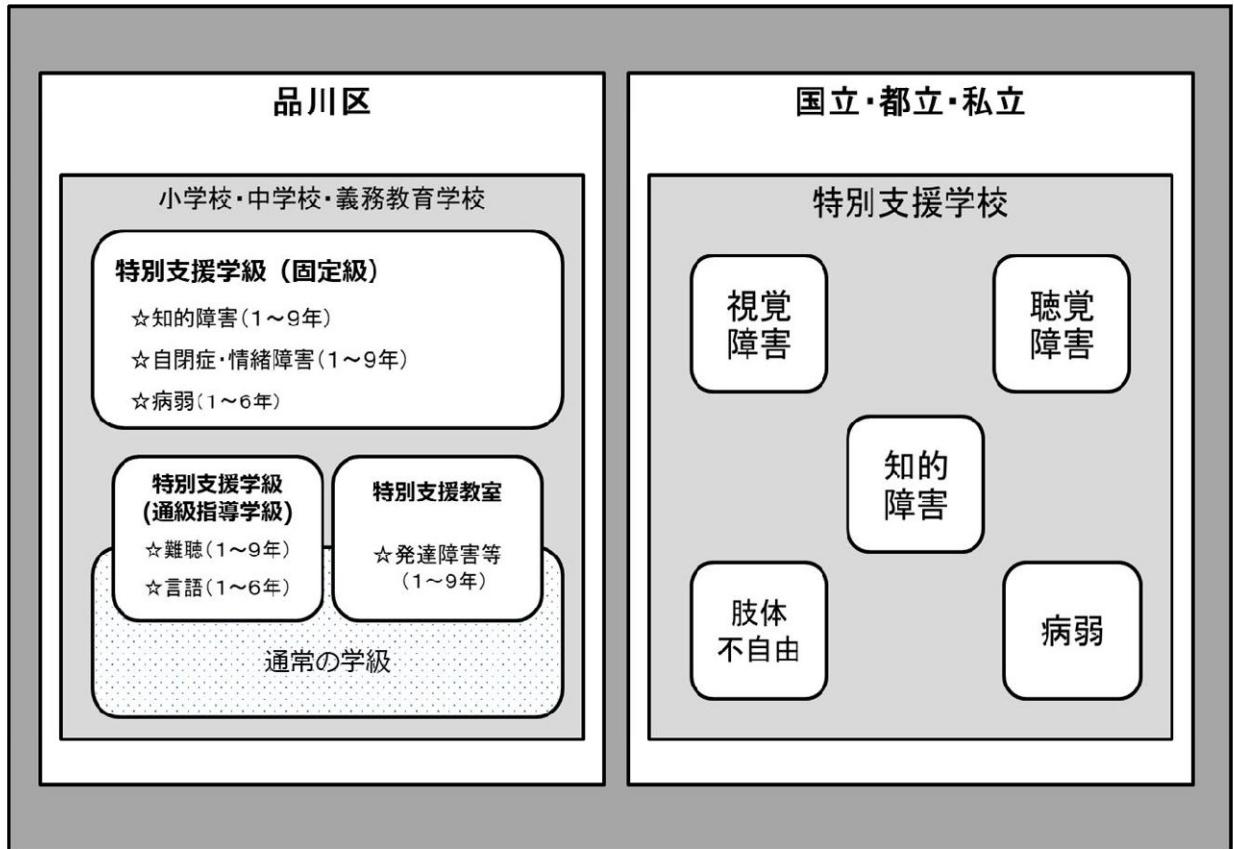 品川区
小学校・中学校・義務教育学校
特別支援学級（固定級）
☆知的障害（1～9年）
☆自閉症・情緒障害（1～9年）
☆病弱（1～6年）
特別支援学級
(通級指導学級)
☆難聴（1～9年）
☆言語（1～6年）
特別支援教室
☆発達障害等
（1～9年）
通常の学級
国立・都立・私立
特別支援学校
視覚
障害
聴覚
障害
知的
障害
肢体
不自由
病弱